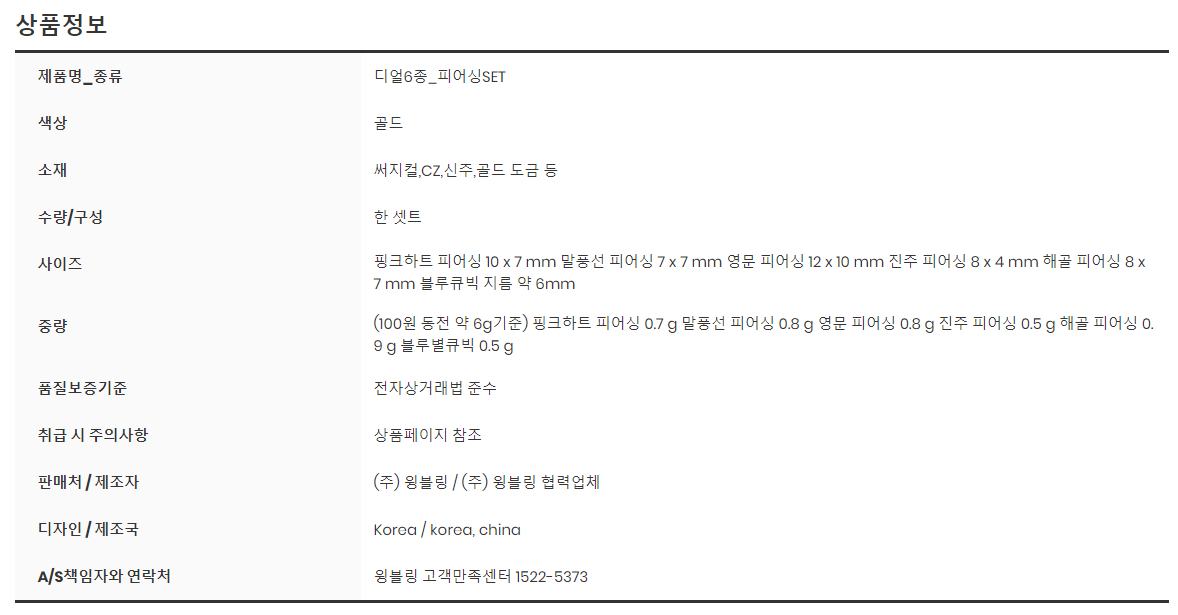 상품정보
제품명_종류 디얼6종_피어싱SET
색상 골드
소재 써지컬,CZ,신주,골드 도금 등
수량/구성 한 셋트
사이즈 핑크하트 피어싱 10 x 7 mm 말풍선 피어싱 7 x 7 mm 영문 피어싱 12 x 10 mm 진주 피어싱 8 x 4 mm 해골 피어싱 8 x
7 mm 블루큐빅 지름 약 6mm
중량 (100원 동전 약 6g기준) 핑크하트 피어싱 0.7 g 말풍선 피어싱 0.8 g 영문 피어싱 0.8 g 진주 피어싱 0.5 g 해골 피어싱 0.
9 g 블루별큐빅 0.5 g
품질보증기준 전자상거래법 준수
취급 시 주의사항 상품페이지 참조
판매처 / 제조자 (주) 윙블링 / (주) 윙블링 협력업체
디자인 / 제조국 Korea / korea, china
A/S책임자와 연락처 윙블링 고객만족센터 1522-5373